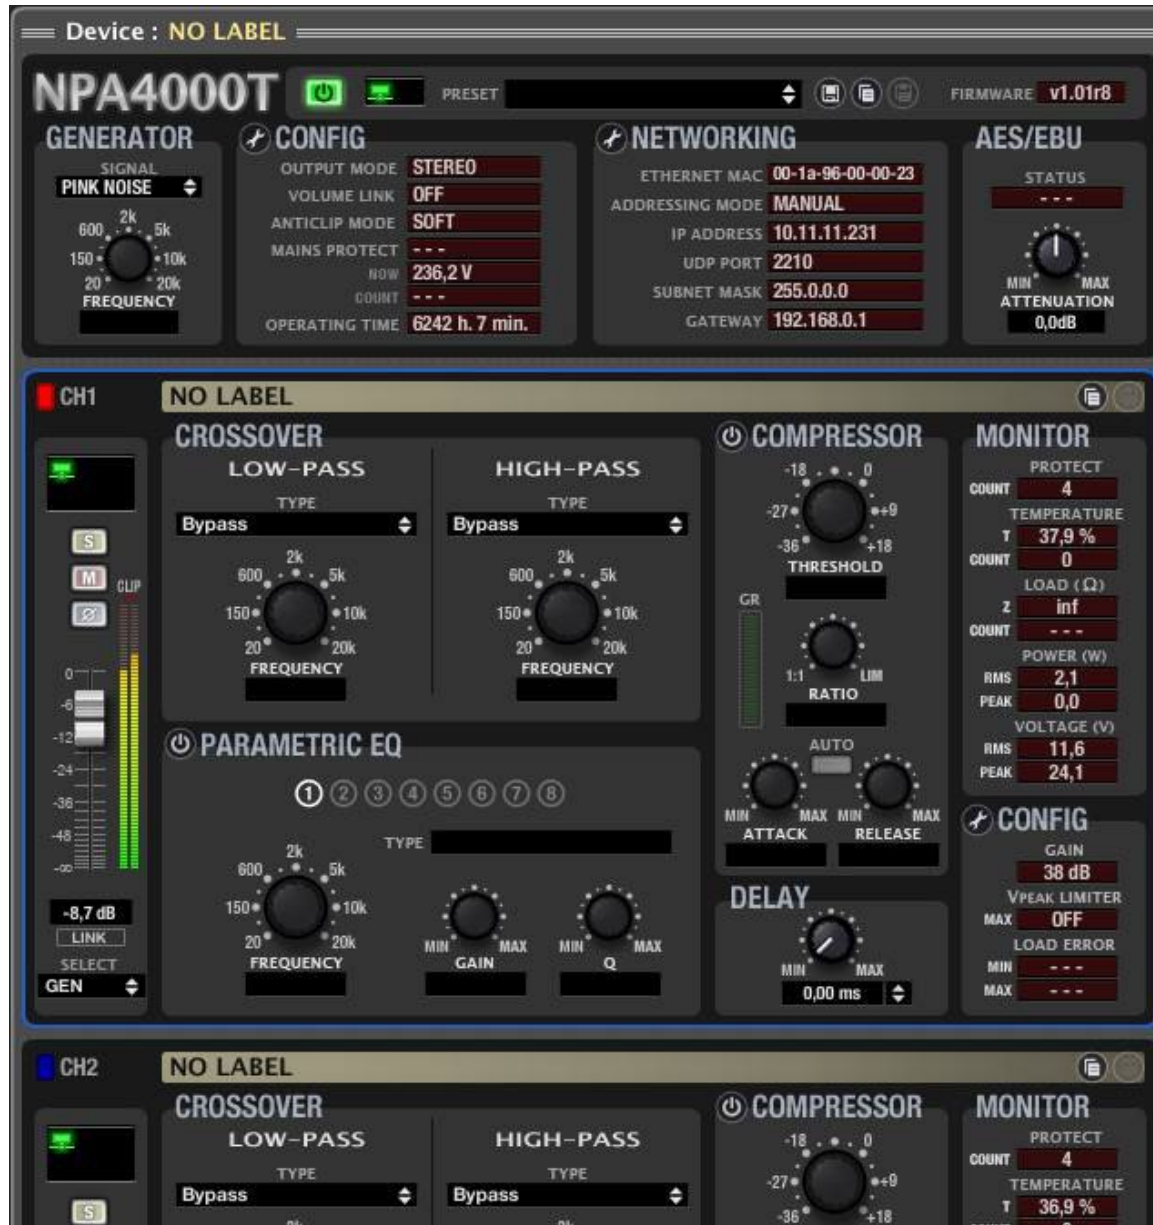 Device : NO LABEL
NPA4000T PRESET FIRMWARE v1.01r8
GENERATOR
SIGNAL
PINK NOISE
600 2k 5k
150 10k
20 20k
FREQUENCY
CONFIG
OUTPUT MODE STEREO
VOLUME LINK OFF
ANTICLIP MODE SOFT
MAINS PROTECT - - -
NOW 236,2 V
COUNT - - -
OPERATING TIME 6242 h. 7 min.
NETWORKING
ETHERNET MAC 00-1a-96-00-00-23
ADDRESSING MODE MANUAL
IP ADDRESS 10.11.11.231
UDP PORT 2210
SUBNET MASK 255.0.0.0
GATEWAY 192.168.0.1
AES/EBU
STATUS
- - -
MIN MAX
ATTENUATION
0,0dB
CH1 NO LABEL
S
M
Ø
CLIP
0
-6
-12
-24
-36
-48
-∞
-8,7 dB
LINK
SELECT
GEN
CROSSOVER
LOW-PASS
TYPE
Bypass
600 2k 5k
150 10k
20 20k
FREQUENCY
HIGH-PASS
TYPE
Bypass
600 2k 5k
150 10k
20 20k
FREQUENCY
PARAMETRIC EQ
1 2 3 4 5 6 7 8
TYPE
600 2k 5k
150 10k
20 20k
FREQUENCY
MIN MAX
GAIN
MIN MAX
Q
COMPRESSOR
-18 0
-27 +9
-36 +18
THRESHOLD
GR
1:1 LIM
RATIO
AUTO
MIN MAX MIN MAX
ATTACK RELEASE
DELAY
MIN MAX
0,00 ms
MONITOR
PROTECT
COUNT 4
TEMPERATURE
T 37,9 %
COUNT 0
LOAD (Ω)
Z inf
COUNT - - -
POWER (W)
RMS 2,1
PEAK 0,0
VOLTAGE (V)
RMS 11,6
PEAK 24,1
CONFIG
GAIN
38 dB
VPEAK LIMITER
MAX OFF
LOAD ERROR
MIN - - -
MAX - - -
CH2 NO LABEL
S
CROSSOVER
LOW-PASS
TYPE
Bypass
HIGH-PASS
TYPE
Bypass
COMPRESSOR
-18 0
-27 +9
-36 +18
MONITOR
PROTECT
COUNT 4
TEMPERATURE
T 36,9 %